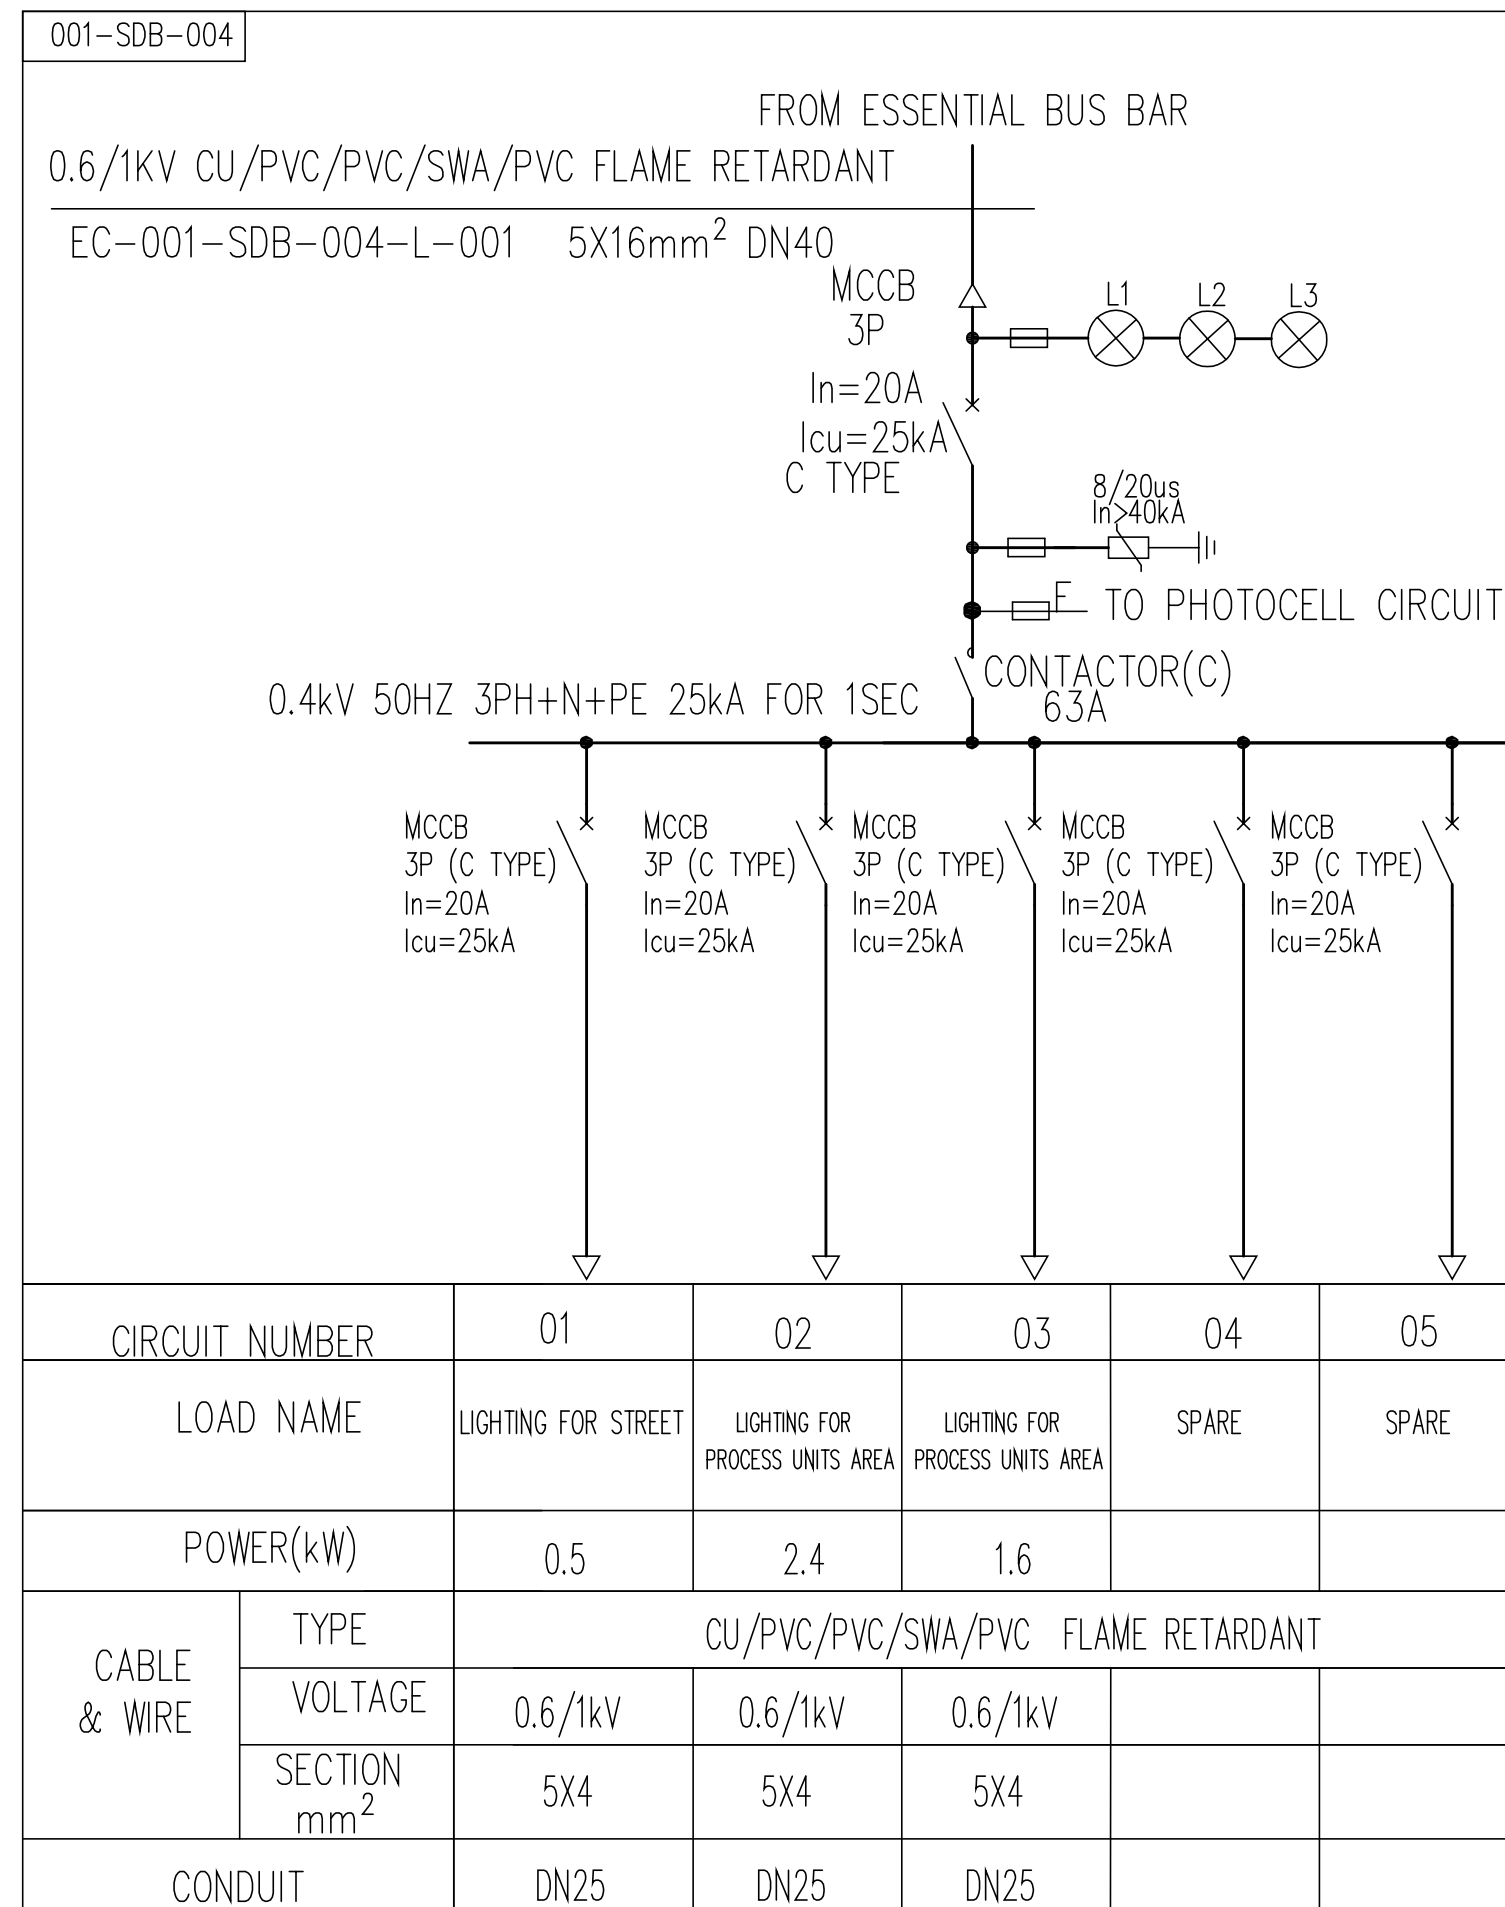 001-SDB-004
FROM ESSENTIAL BUS BAR
0.6/1KV CU/PVC/PVC/SWA/PVC FLAME RETARDANT
EC-001-SDB-004-L-001 5X16mm² DN40
MCCB
3P
L1 L2 L3
In=20A
Icu=25kA
C TYPE
8/20us
In>40kA
F TO PHOTOCELL CIRCUIT
CONTACTOR(C)
63A
0.4kV 50HZ 3PH+N+PE 25kA FOR 1SEC
MCCB MCCB MCCB MCCB MCCB
3P (C TYPE) 3P (C TYPE) 3P (C TYPE) 3P (C TYPE) 3P (C TYPE)
In=20A In=20A In=20A In=20A In=20A
Icu=25kA Icu=25kA Icu=25kA Icu=25kA Icu=25kA
CIRCUIT NUMBER 01 02 03 04 05
LOAD NAME LIGHTING FOR STREET LIGHTING FOR LIGHTING FOR SPARE SPARE
PROCESS UNITS AREA PROCESS UNITS AREA
POWER(kW) 0.5 2.4 1.6
CABLE
& WIRE
TYPE CU/PVC/PVC/SWA/PVC FLAME RETARDANT
VOLTAGE 0.6/1kV 0.6/1kV 0.6/1kV
SECTION
mm² 5X4 5X4 5X4
CONDUIT DN25 DN25 DN25